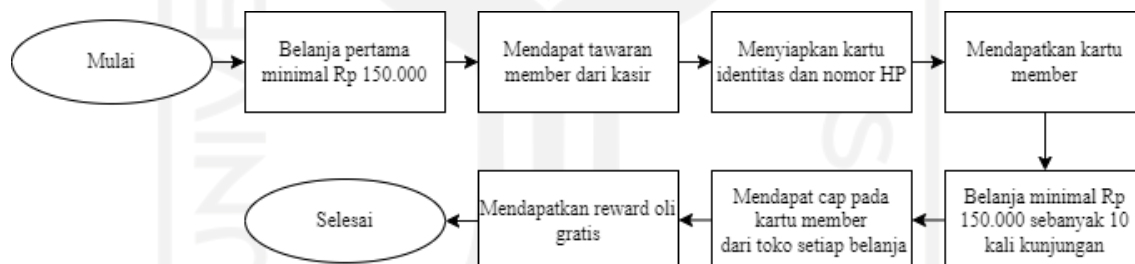 Mulai
Belanja pertama
minimal Rp 150.000
Mendapat tawaran
member dari kasir
Menyiapkan kartu
identitas dan nomor HP
Mendapatkan kartu
member
Belanja minimal Rp
150.000 sebanyak 10
kali kunjungan
Mendapat cap pada
kartu member
dari toko setiap belanja
Mendapatkan reward oli
gratis
Selesai